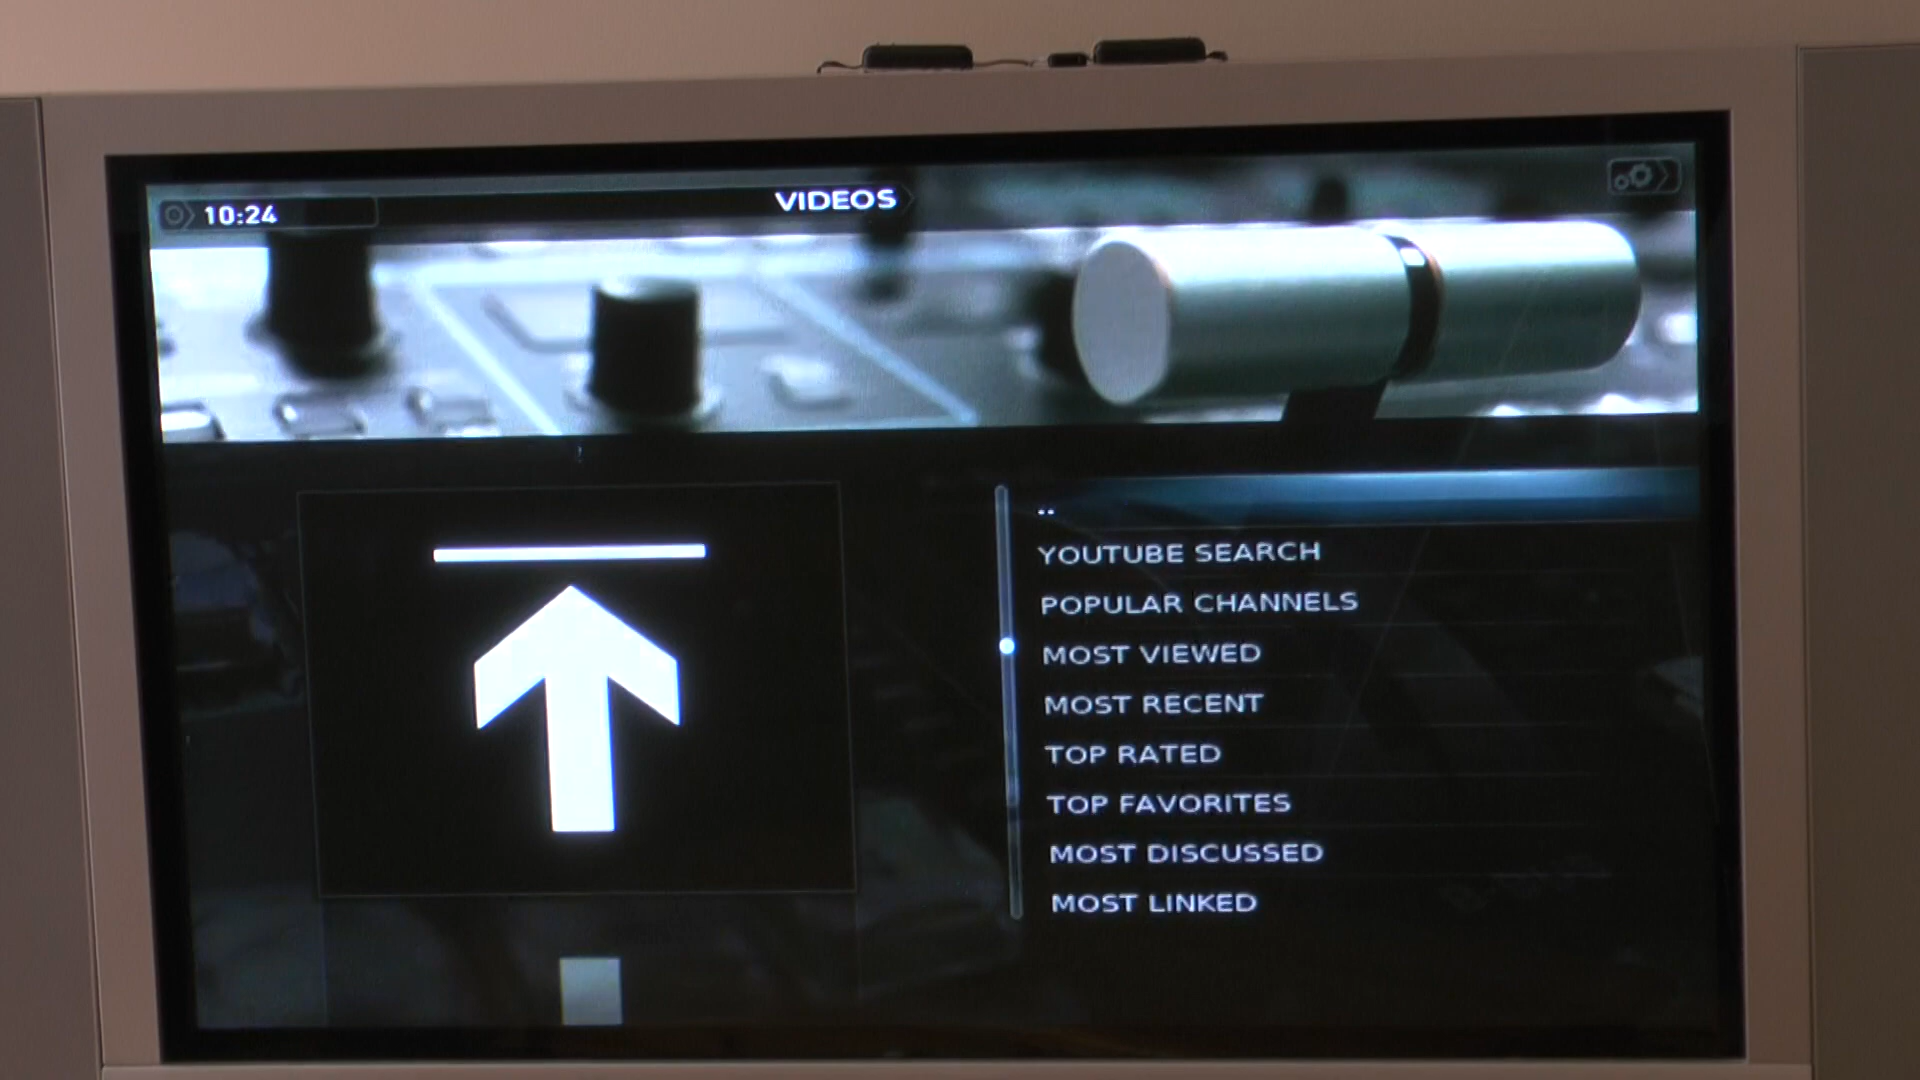 10:24
VIDEOS
..
YOUTUBE SEARCH
POPULAR CHANNELS
MOST VIEWED
MOST RECENT
TOP RATED
TOP FAVORITES
MOST DISCUSSED
MOST LINKED